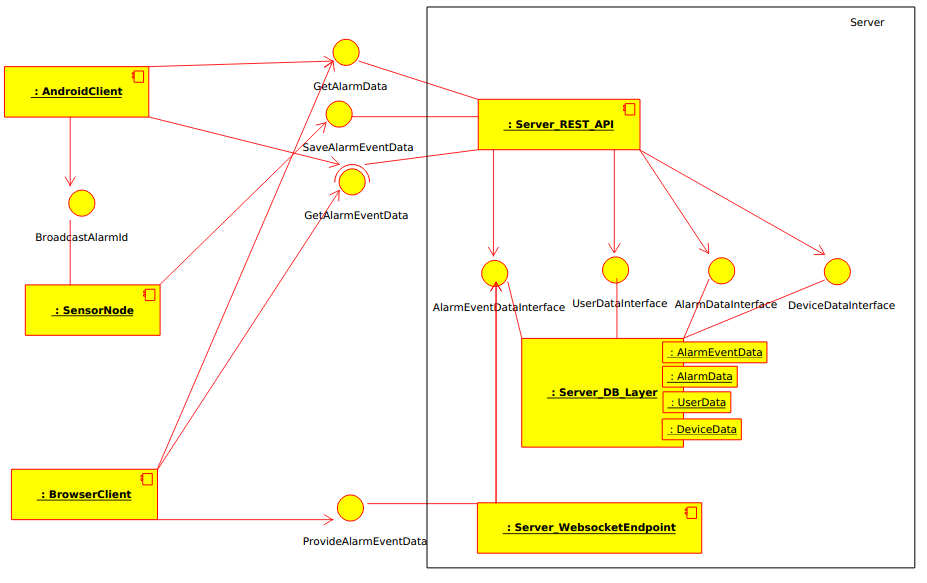 Server
GetAlarmData
: AndroidClient
: Server_REST_API
SaveAlarmEventData
GetAlarmEventData
BroadcastAlarmId
AlarmEventDataInterface
UserDataInterface
AlarmDataInterface
DeviceDataInterface
: SensorNode
: AlarmEventData
: AlarmData
: Server_DB_Layer
: UserData
: DeviceData
: BrowserClient
: Server_WebsocketEndpoint
ProvideAlarmEventData